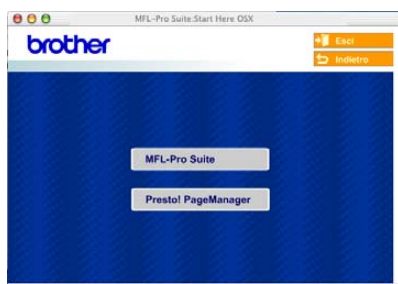 MFL-Pro Suite:Start Here OSX
brother
Esci
Indietro
MFL-Pro Suite
Presto! PageManager